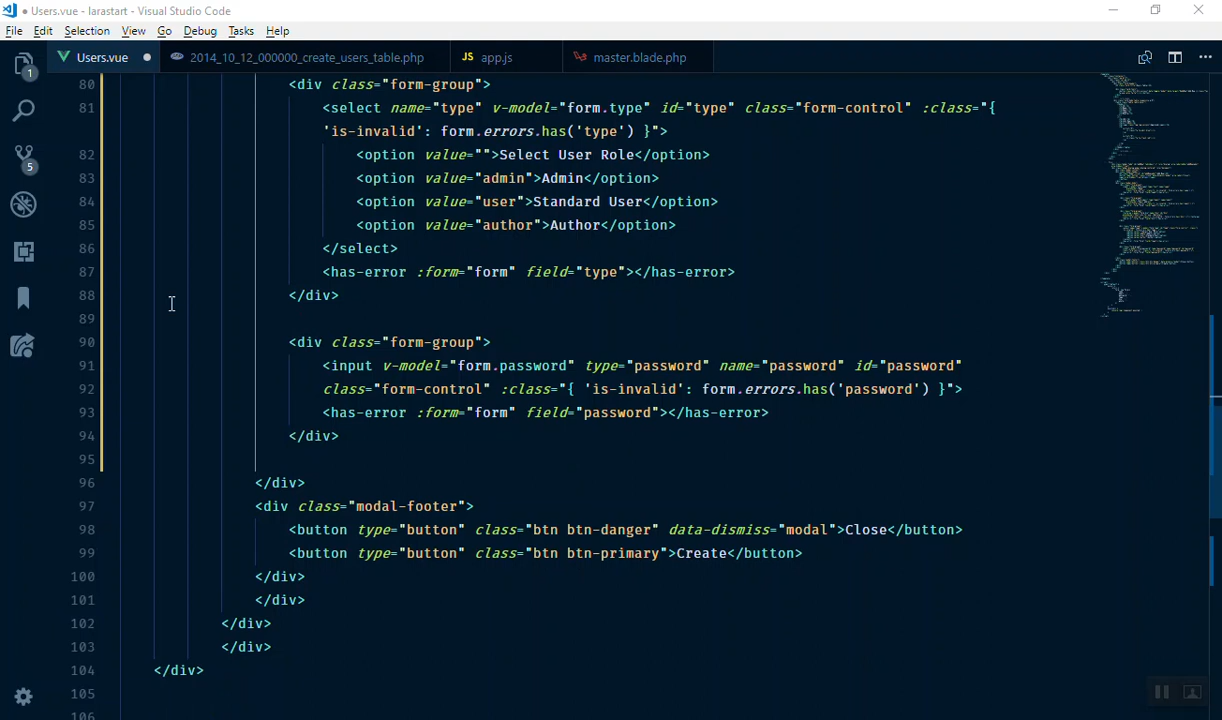 Users.vue - larastart - Visual Studio Code
File Edit Selection View Go Debug Tasks Help
Users.vue 2014_10_12_000000_create_users_table.php JS app.js master.blade.php
1
5
80 <div class="form-group">
81 <select name="type" v-model="form.type" id="type" class="form-control" :class="{
'is-invalid': form.errors.has('type') }">
82 <option value="">Select User Role</option>
83 <option value="admin">Admin</option>
84 <option value="user">Standard User</option>
85 <option value="author">Author</option>
86 </select>
87 <has-error :form="form" field="type"></has-error>
88 </div>
89
90 <div class="form-group">
91 <input v-model="form.password" type="password" name="password" id="password"
92 class="form-control" :class="{ 'is-invalid': form.errors.has('password') }">
93 <has-error :form="form" field="password"></has-error>
94 </div>
95
96 </div>
97 <div class="modal-footer">
98 <button type="button" class="btn btn-danger" data-dismiss="modal">Close</button>
99 <button type="button" class="btn btn-primary">Create</button>
100 </div>
101 </div>
102 </div>
103 </div>
104 </div>
105
106